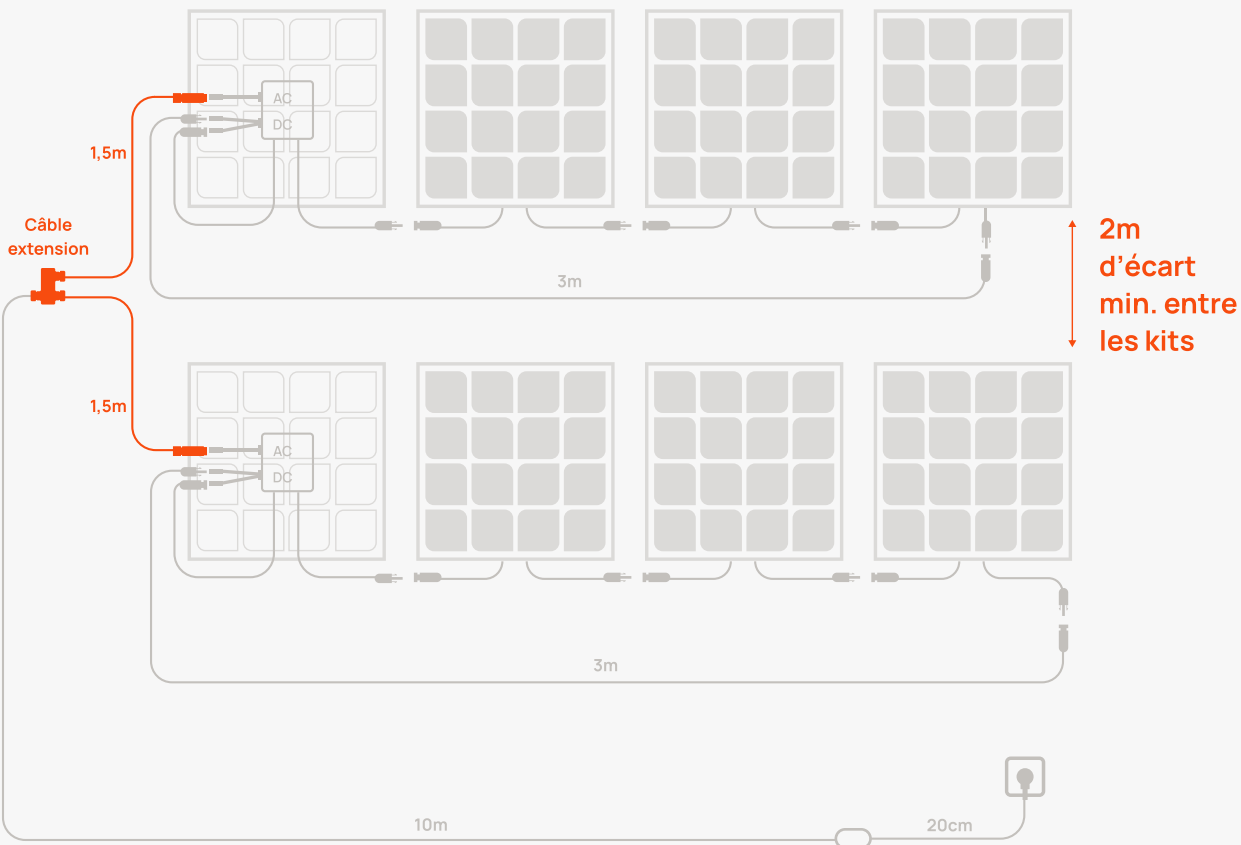 AC
DC
1,5m
Câble
extension
3m
2m
d’écart
min. entre
les kits
1,5m
AC
DC
3m
10m
20cm